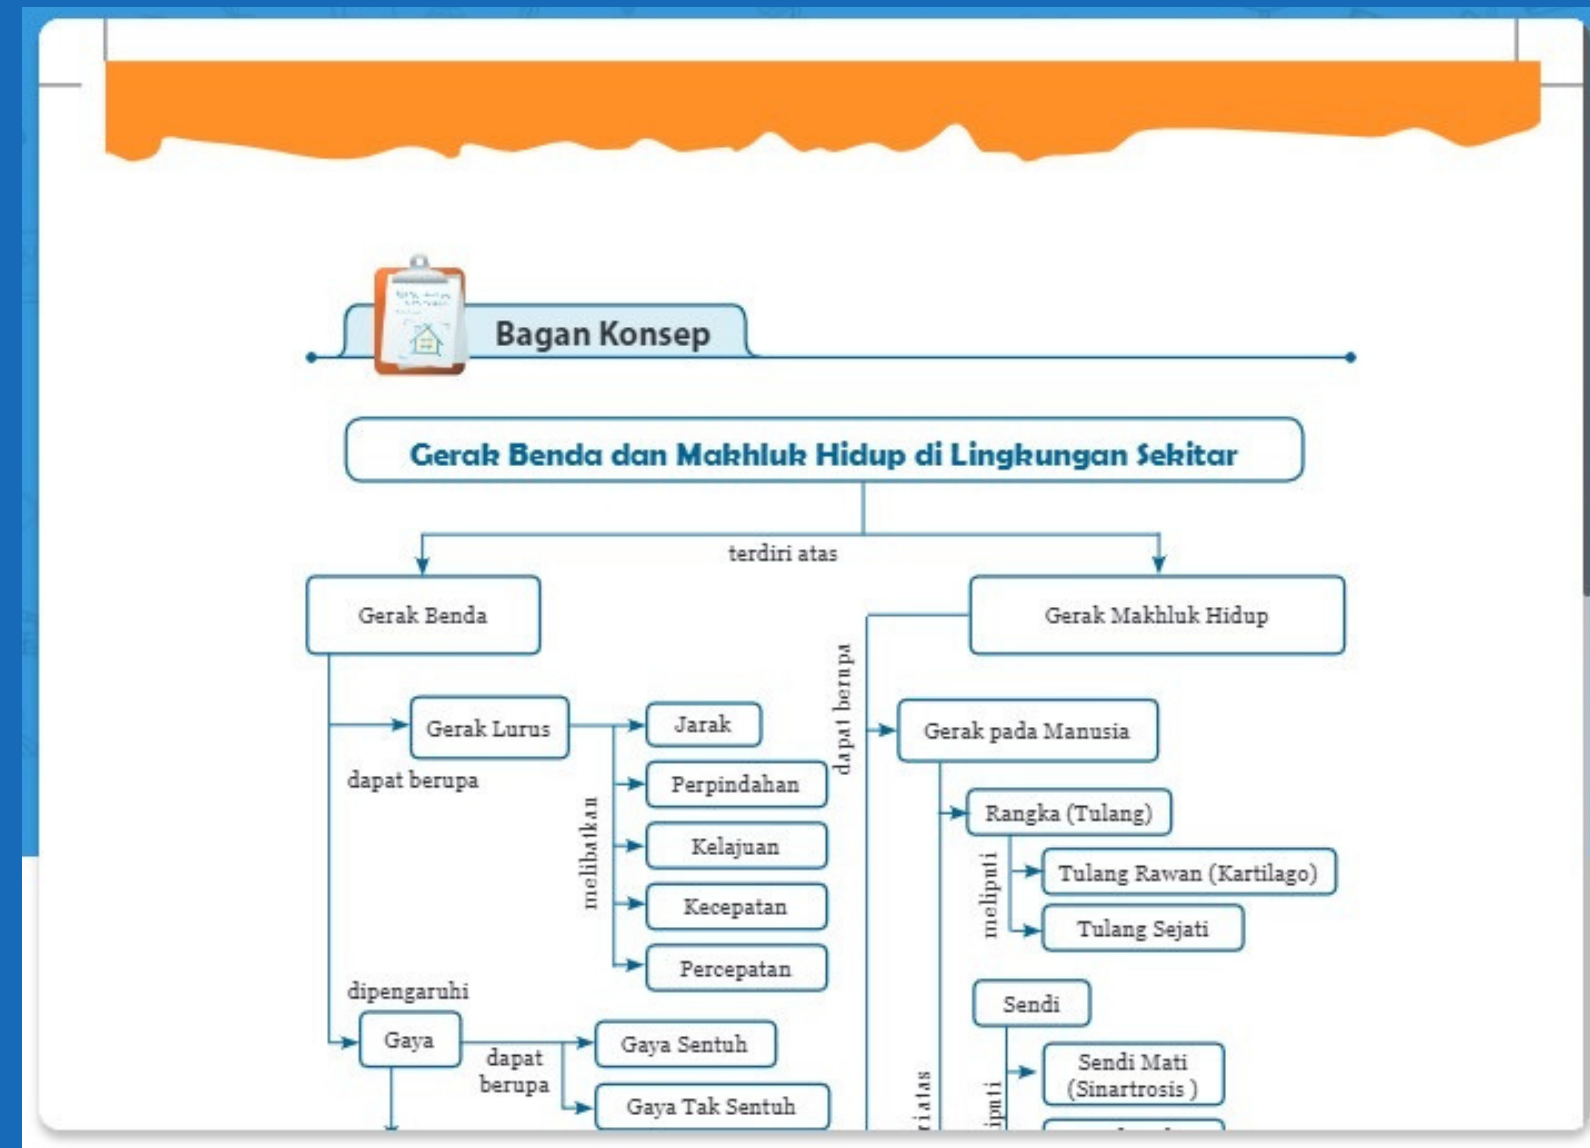 Bagan Konsep
Gerak Benda dan Makhluk Hidup di Lingkungan Sekitar
terdiri atas
Gerak Benda
Gerak Lurus
dapat berupa
melibatkan
Jarak
Perpindahan
Kelajuan
Kecepatan
Percepatan
dipengaruhi
Gaya
dapat
berupa
Gaya Sentuh
Gaya Tak Sentuh
Gerak Makhluk Hidup
dapat berupa
Gerak pada Manusia
Rangka (Tulang)
meliputi
Tulang Rawan (Kartilago)
Tulang Sejati
Sendi
Sendi Mati
(Sinartrosis )